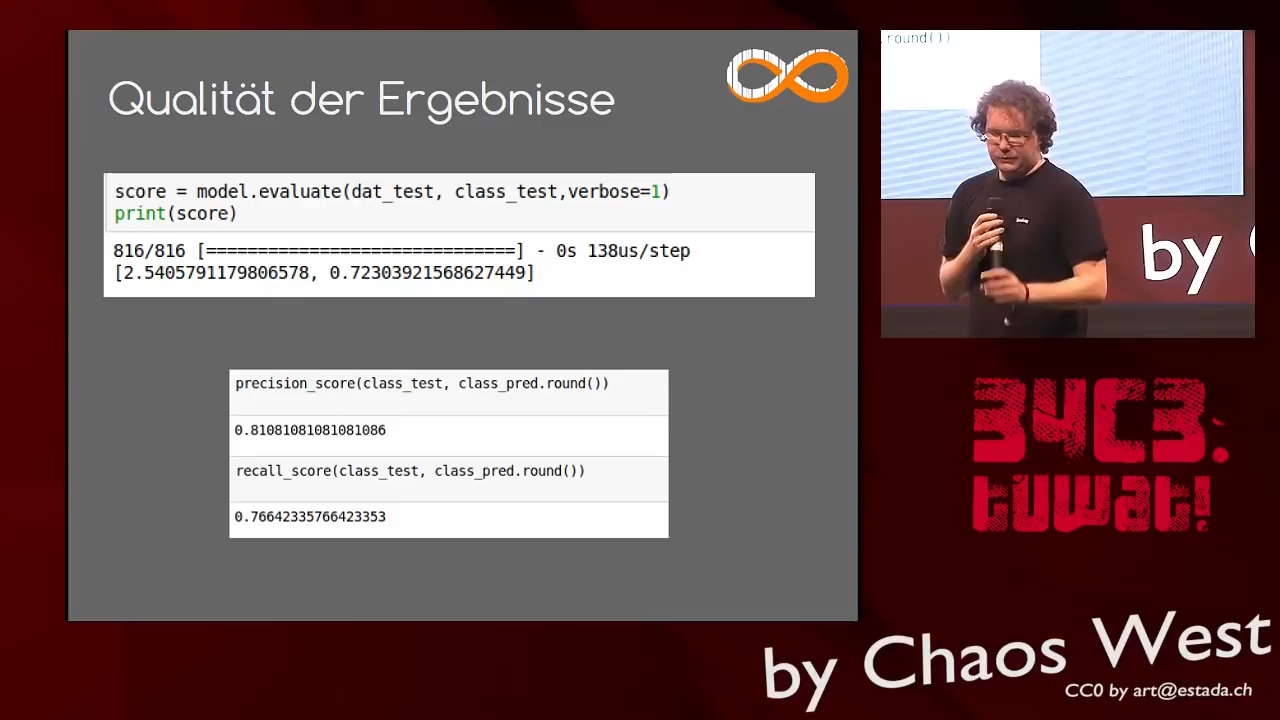 Qualität der Ergebnisse
score = model.evaluate(dat_test, class_test,verbose=1)
print(score)
816/816 [==============================] - 0s 138us/step
[2.5405791179806578, 0.72303921568627449]
precision_score(class_test, class_pred.round())
0.81081081081081086
recall_score(class_test, class_pred.round())
0.76642335766423353
round())
by
34C3:
tuwat!
by Chaos West
CC0 by art@estada.ch